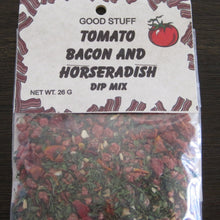 GOOD STUFF
TOMATO
BACON AND
HORSERADISH
DIP MIX
NET WT. 26 G